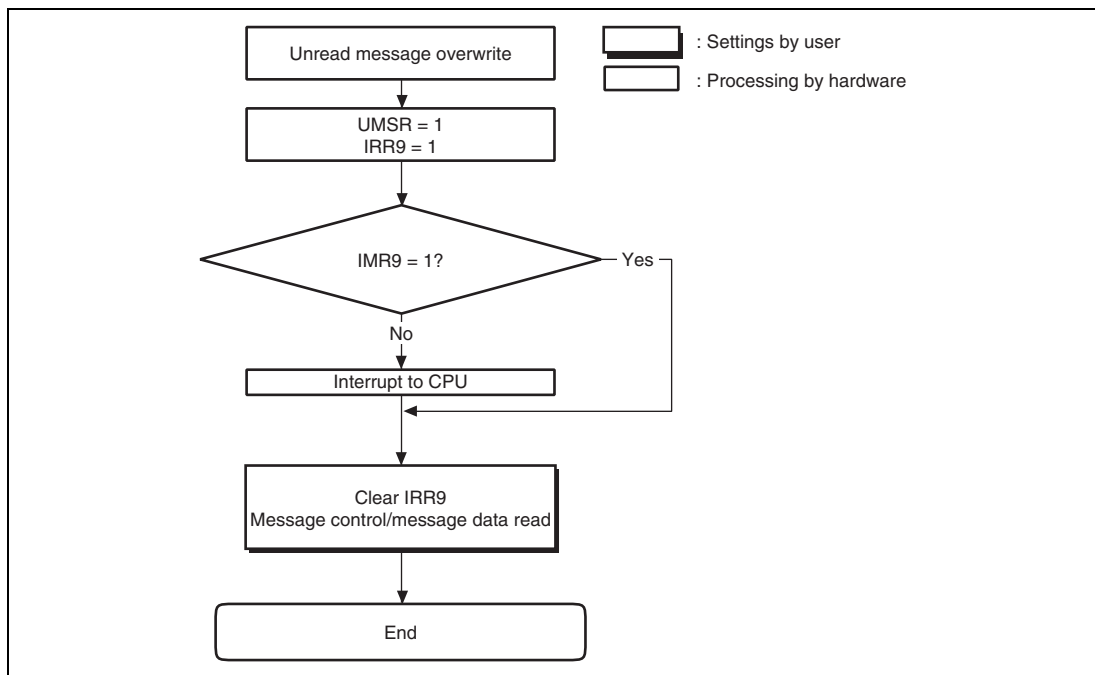 Unread message overwrite
: Settings by user
: Processing by hardware
UMSR = 1
IRR9 = 1
IMR9 = 1?
Yes
No
Interrupt to CPU
Clear IRR9
Message control/message data read
End